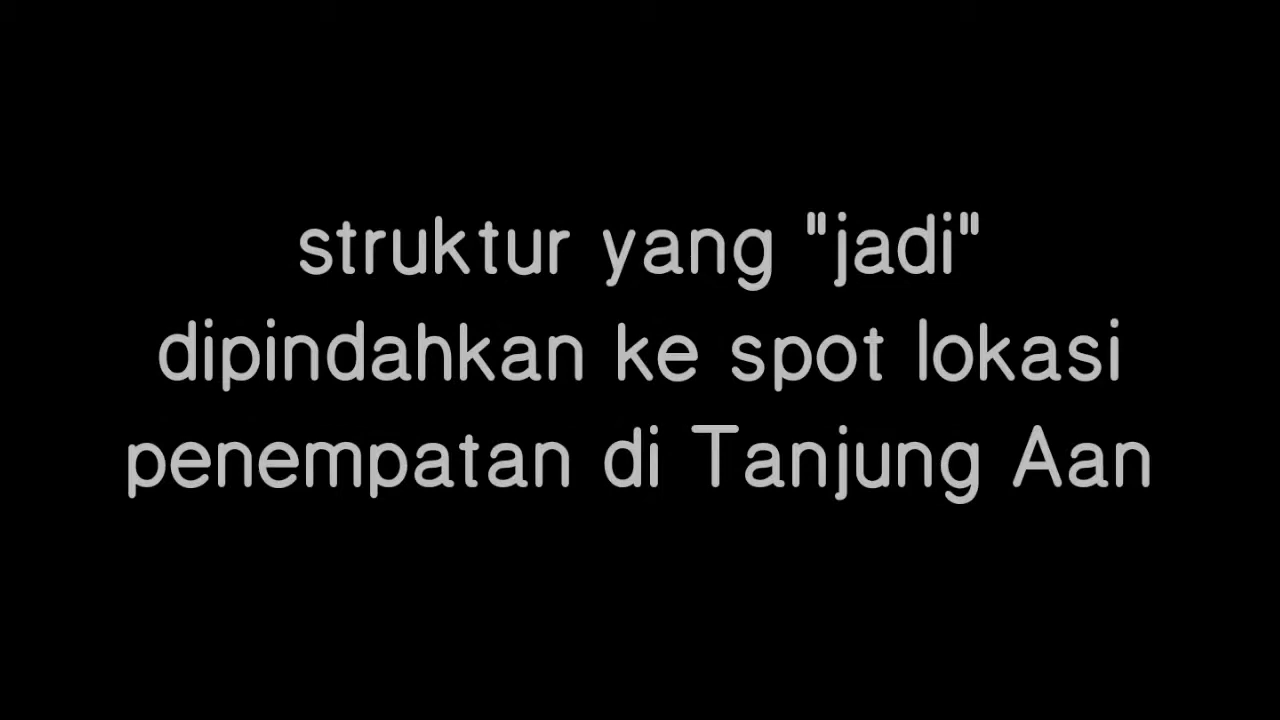 struktur yang "jadi"
dipindahkan ke spot lokasi
penempatan di Tanjung Aan